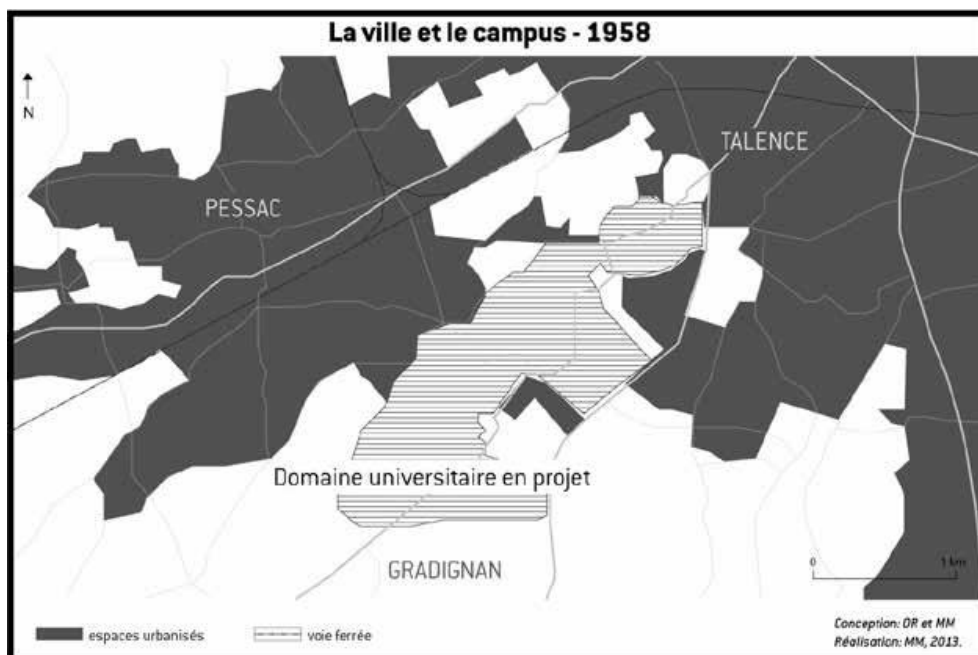 La ville et le campus - 1958
N
TALENCE
PESSAC
Domaine universitaire en projet
GRADIGNAN
0 1 km
espaces urbanisés
voie ferrée
Conception: OR et MM
Réalisation: MM, 2013.